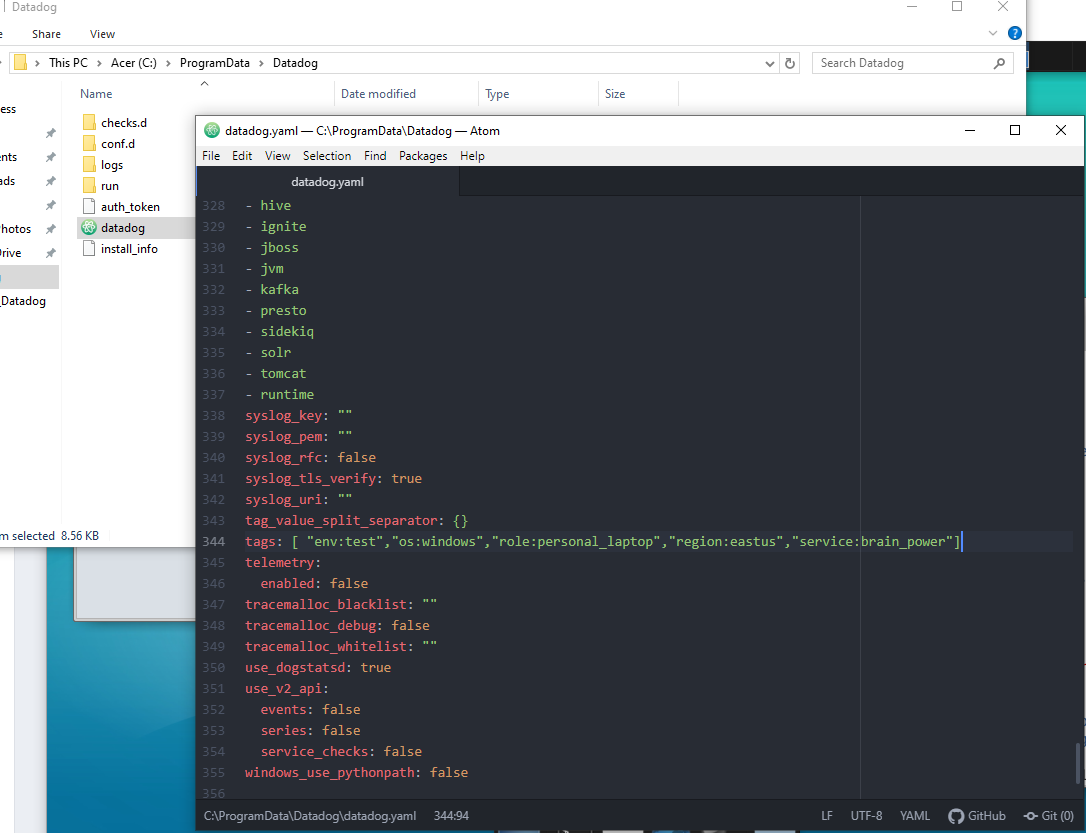 Datadog
Share View
This PC > Acer (C:) > ProgramData > Datadog
Search Datadog
Name Date modified Type Size
checks.d
conf.d
logs
run
auth_token
datadog
install_info
ess
nts
ads
hotos
rive
_Datadog
m selected 8.56 KB
datadog.yaml — C:\ProgramData\Datadog — Atom
File Edit View Selection Find Packages Help
datadog.yaml
328 - hive
329 - ignite
330 - jboss
331 - jvm
332 - kafka
333 - presto
334 - sidekiq
335 - solr
336 - tomcat
337 - runtime
338 syslog_key: ""
339 syslog_pem: ""
340 syslog_rfc: false
341 syslog_tls_verify: true
342 syslog_uri: ""
343 tag_value_split_separator: {}
344 tags: [ "env:test","os:windows","role:personal_laptop","region:eastus","service:brain_power"]
345 telemetry:
346   enabled: false
347 tracemalloc_blacklist: ""
348 tracemalloc_debug: false
349 tracemalloc_whitelist: ""
350 use_dogstatsd: true
351 use_v2_api:
352   events: false
353   series: false
354   service_checks: false
355 windows_use_pythonpath: false
356
C:\ProgramData\Datadog\datadog.yaml 344:94 LF UTF-8 YAML GitHub Git (0)